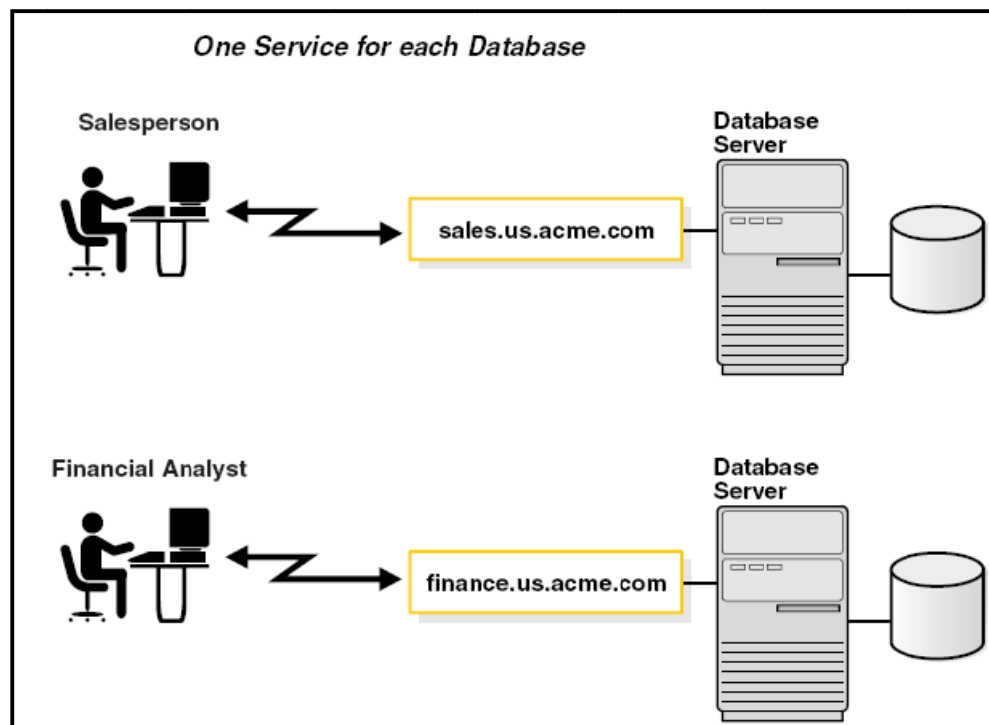 One Service for each Database
Salesperson
Database
Server
sales.us.acme.com
Financial Analyst
Database
Server
finance.us.acme.com